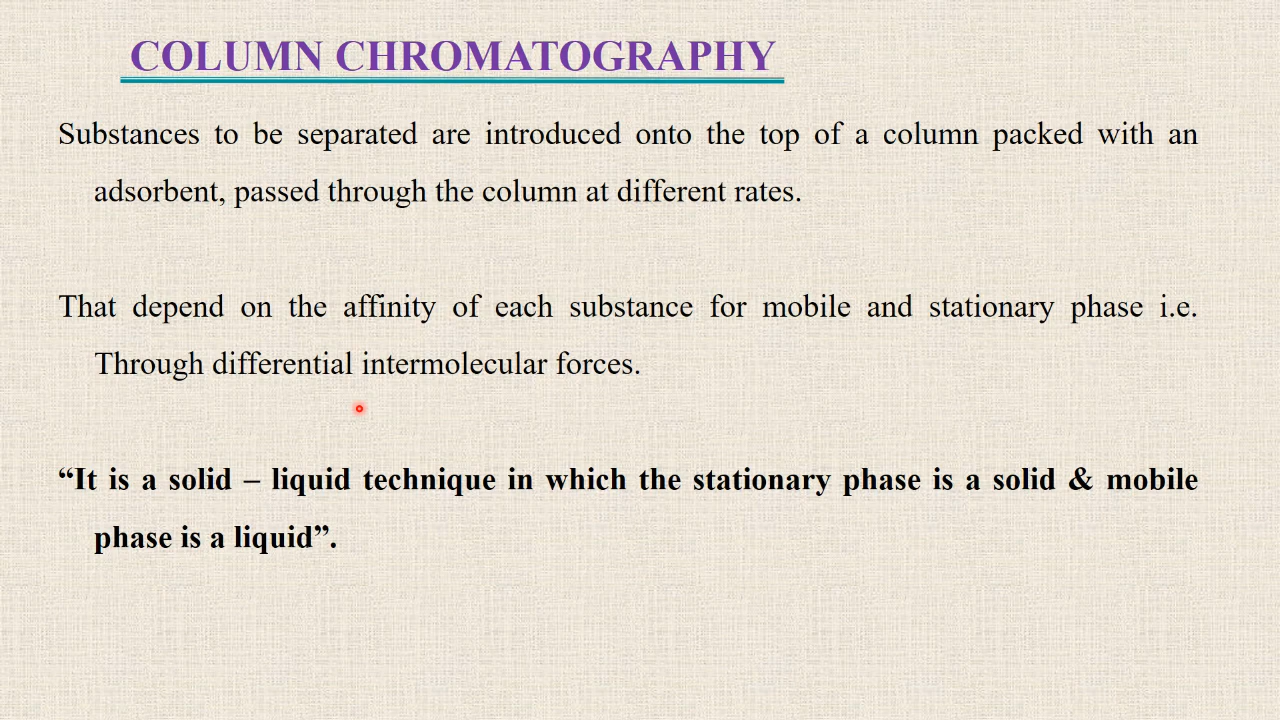 COLUMN CHROMATOGRAPHY
Substances to be separated are introduced onto the top of a column packed with an
adsorbent, passed through the column at different rates.
That depend on the affinity of each substance for mobile and stationary phase i.e.
Through differential intermolecular forces.
“It is a solid – liquid technique in which the stationary phase is a solid & mobile
phase is a liquid”.